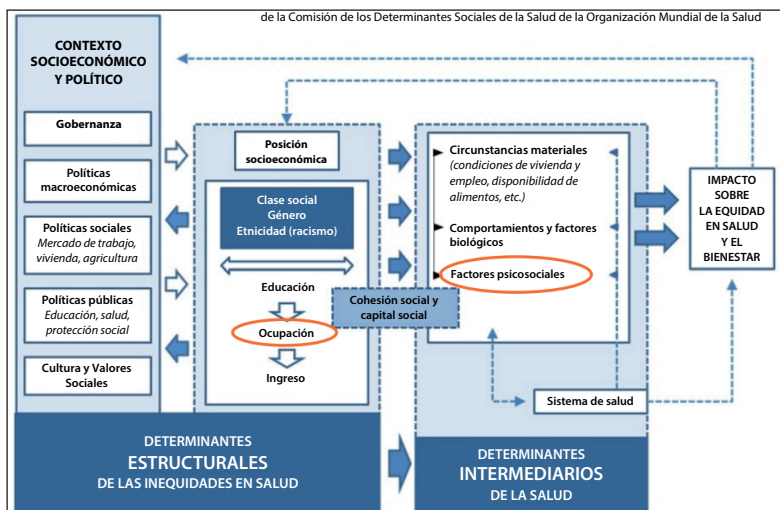 de la Comisión de los Determinantes Sociales de la Salud de la Organización Mundial de la Salud
CONTEXTO
SOCIOECONÓMICO
Y POLÍTICO
Gobernanza
Políticas
macroeconómicas
Políticas sociales
Mercado de trabajo,
vivienda, agricultura
Políticas públicas
Educación, salud,
protección social
Cultura y Valores
Sociales
Posición
socioeconómica
Clase social
Género
Etnicidad (racismo)
Educación
Ocupación
Ingreso
Cohesión social y
capital social
Circunstancias materiales
(condiciones de vivienda y
empleo, disponibilidad de
alimentos, etc.)
Comportamientos y factores
biológicos
Factores psicosociales
Sistema de salud
IMPACTO
SOBRE
LA EQUIDAD
EN SALUD
Y EL
BIENESTAR
DETERMINANTES
ESTRUCTURALES
DE LAS INEQUIDADES EN SALUD
DETERMINANTES
INTERMEDIARIOS
DE LA SALUD